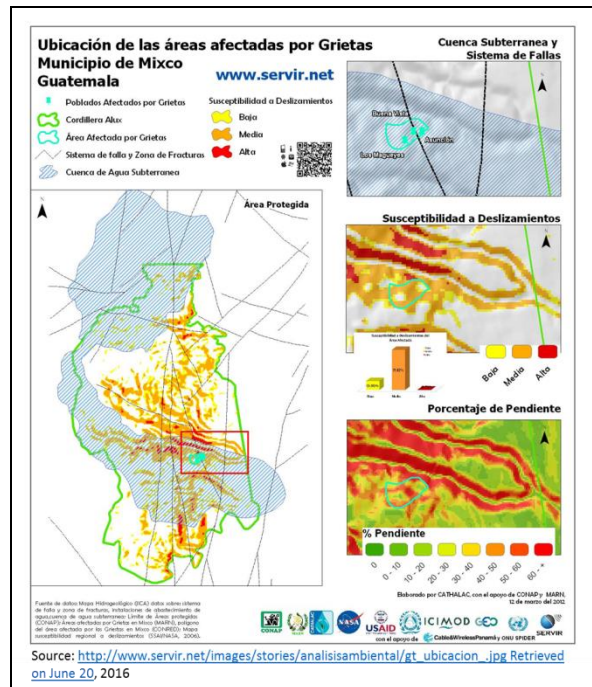 Ubicación de las áreas afectadas por Grietas
Municipio de Mixco
Guatemala
www.servir.net
Poblados Afectados por Grietas
Cordillera Alux
Área Afectada por Grietas
Sistema de falla y Zona de Fracturas
Cuenca de Agua Subterranea
Susceptibilidad a Deslizamientos
Baja
Media
Alta
Área Protegida
Cuenca Subterranea y
Sistema de Fallas
Buena Vista
Asunción
Los Magueyes
Susceptibilidad a Deslizamientos
Baja
Media
Alta
Porcentaje de Pendiente
% Pendiente
0
0 - 10
10 - 20
20 - 30
30 - 40
40 - 50
50 - 60
60 - +
Elaborado por CATHALAC, con el apoyo de CONAP y MARN,
12 de marzo del 2012
CONAP
NASA
USAID
ICIMOD
GEO
SERVIR
con el apoyo de
Cable&Wireless Panamá y ONU SPIDER
Source: http://www.servir.net/images/stories/analisisambiental/gt_ubicacion_.jpg Retrieved
on June 20, 2016